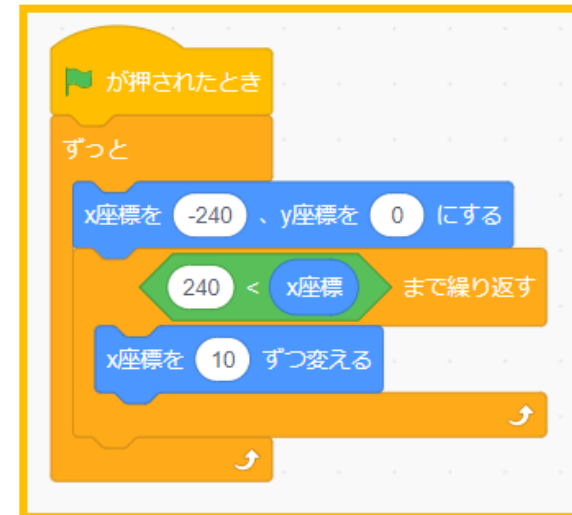 が押されたとき
ずっと
x座標を -240 、y座標を 0 にする
240 < x座標 まで繰り返す
x座標を 10 ずつ変える